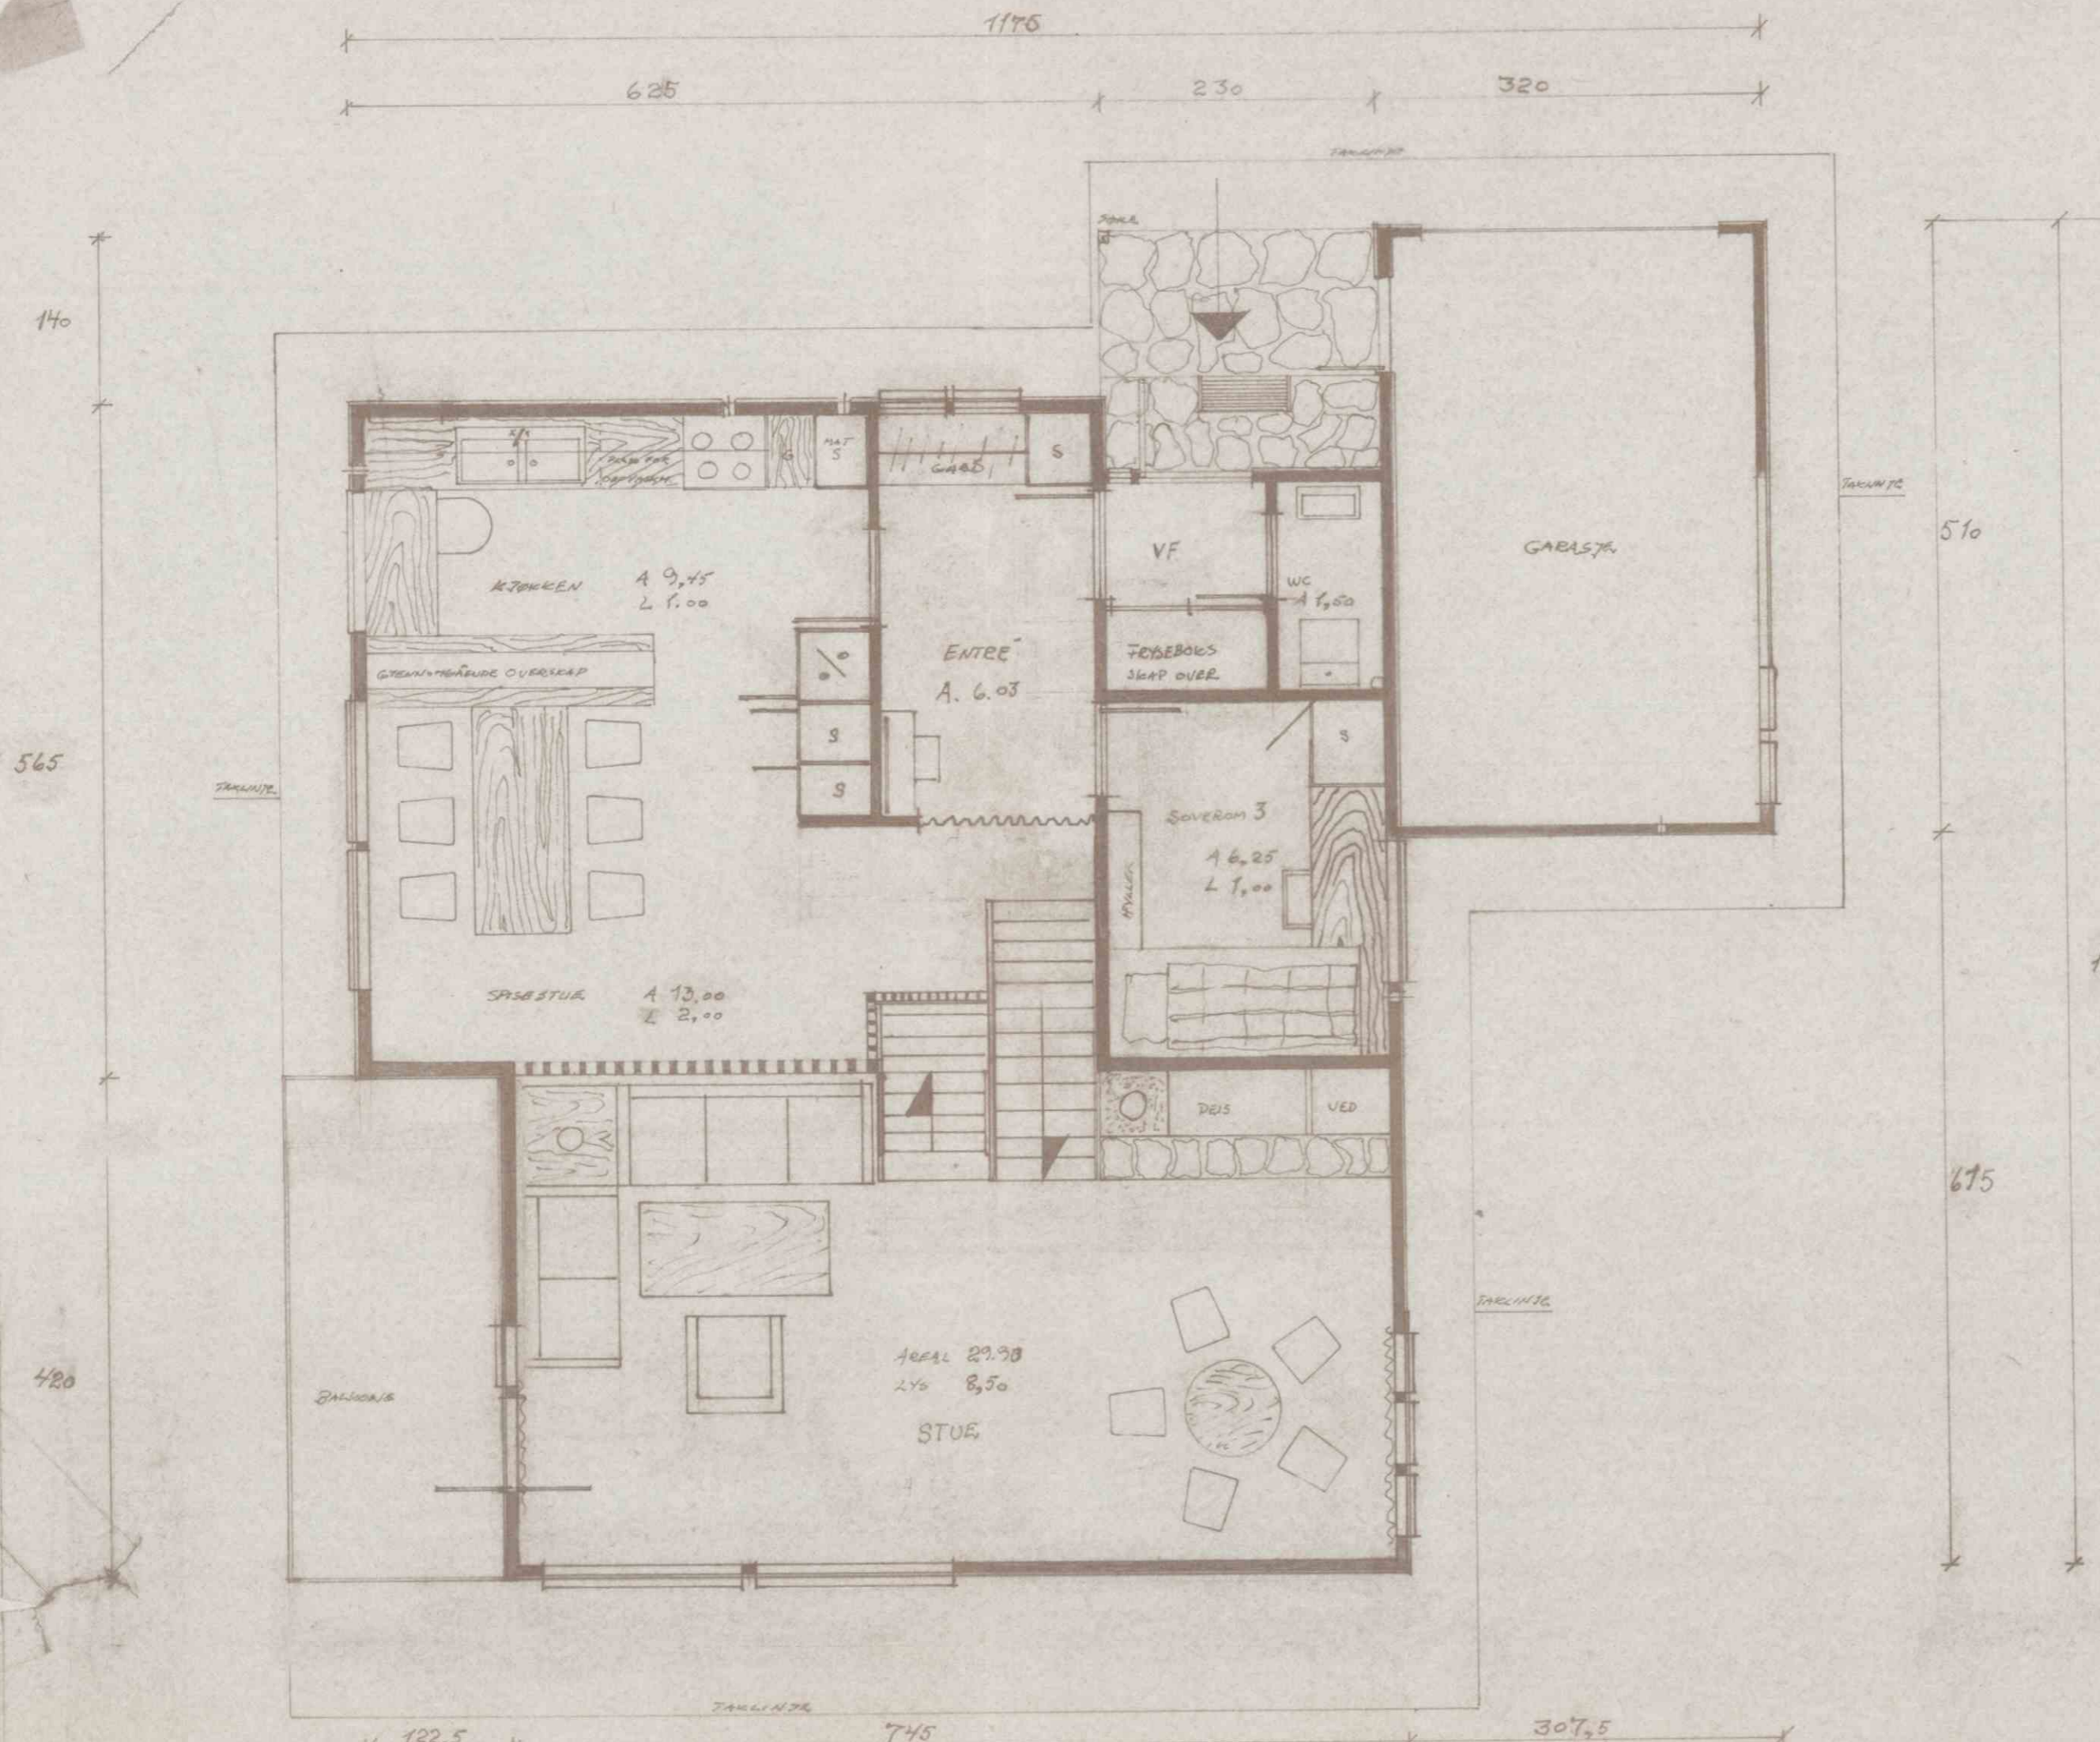 1175
625
230
320
TAKLINJE
140
MAT
S
GARD
S
TAKLINJE
510
GARASJE
VF
KJØKKEN
A 9,45
L 1.00
WC
A 1,50
ENTRÉ
A. 6.03
FRYSEBOKS
SKAP OVER
GJENNOMGÅENDE OVERSKAP
S
S
S
565
TAKLINJE
SOVEROM 3
A 6,25
L 1,00
HYLLER
SPISESTUE
A 13,00
L 2,00
PEIS
VED
675
TAKLINJE
AREAL 29.98
LYS 8,50
STUE
420
BALKONG
TAKLINJE
122,5
745
307,5